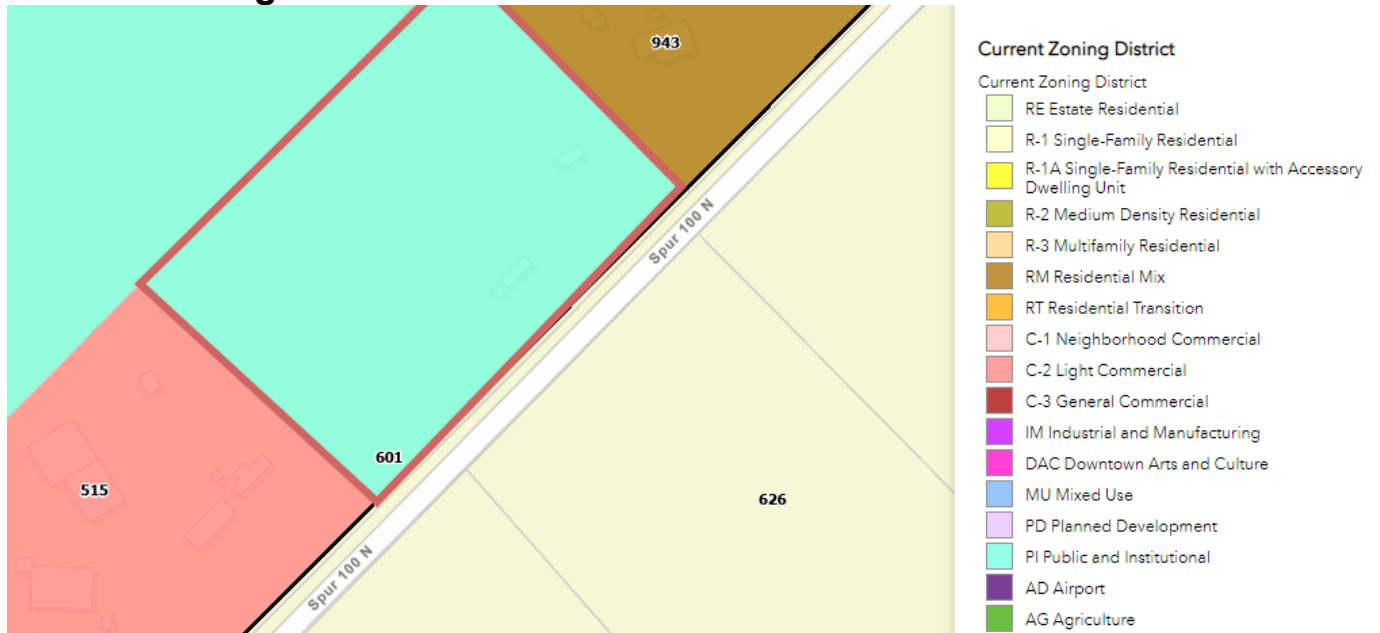 943
Spur 100 N
601
515
626
Spur 100 N
Current Zoning District
Current Zoning District
RE Estate Residential
R-1 Single-Family Residential
R-1A Single-Family Residential with Accessory
Dwelling Unit
R-2 Medium Density Residential
R-3 Multifamily Residential
RM Residential Mix
RT Residential Transition
C-1 Neighborhood Commercial
C-2 Light Commercial
C-3 General Commercial
IM Industrial and Manufacturing
DAC Downtown Arts and Culture
MU Mixed Use
PD Planned Development
PI Public and Institutional
AD Airport
AG Agriculture